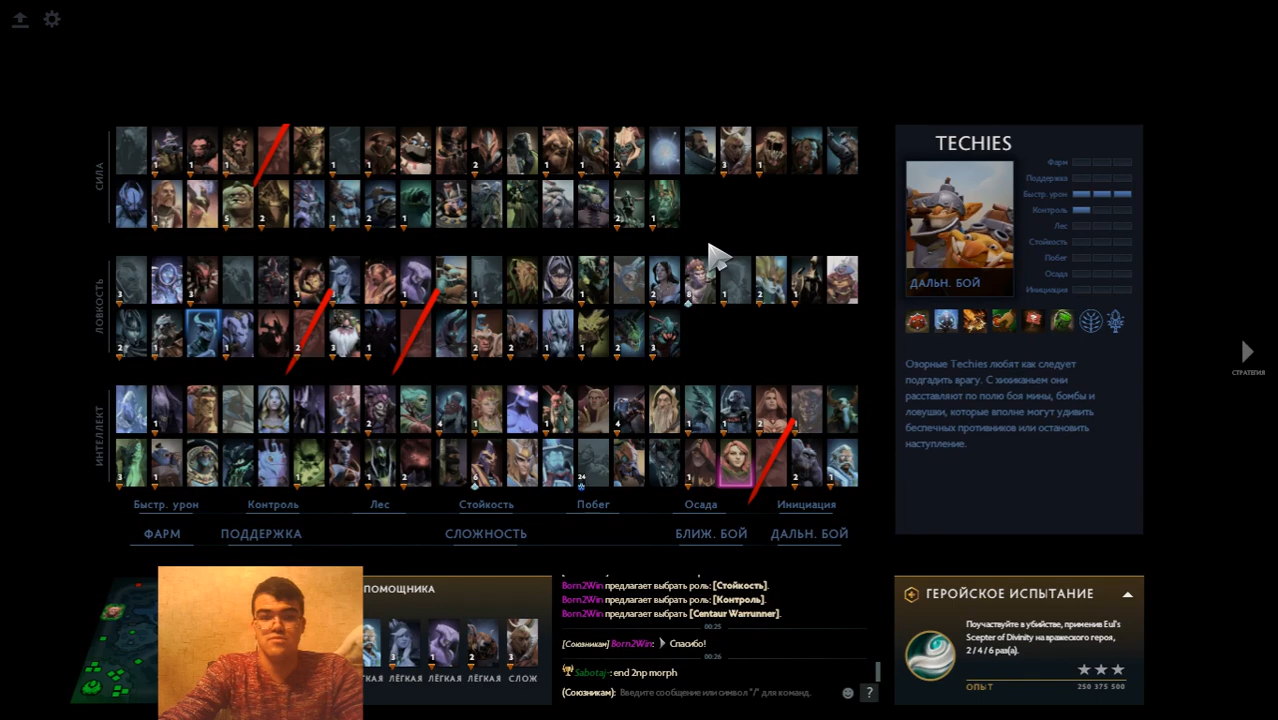 TECHIES
Фарм
Поддержка
Быстр. урон
Контроль
Лес
Стойкость
Побег
Осада
Инициация
ДАЛЬН. БОЙ
Озорные Techies любят как следует
подгадить врагу. С хихиканьем они
расставляют по полю боя мины, бомбы и
ловушки, которые вполне могут удивить
беспечных противников или остановить
наступление.
СИЛА
ЛОВКОСТЬ
ИНТЕЛЛЕКТ
СТРАТЕГИЯ
Быстр. урон Контроль Лес Стойкость Побег Осада Инициация
ФАРМ ПОДДЕРЖКА СЛОЖНОСТЬ БЛИЖ. БОЙ ДАЛЬН. БОЙ
ПОМОЩНИКА
ЛЁГКАЯ ЛЁГКАЯ ЛЁГКАЯ СЛОЖ
Born2Win предлагает выбрать роль: [Стойкость].
Born2Win предлагает выбрать роль: [Контроль].
Born2Win предлагает выбрать [Centaur Warrunner].
00:25
[Союзникам] Born2Win: Спасибо!
00:26
Sabotaj-: end 2np morph
(Союзникам): Введите сообщение или символ "/" для команд.
?
ГЕРОЙСКОЕ ИСПЫТАНИЕ
Поучаствуйте в убийстве, применив Eul's
Scepter of Divinity на вражеского героя,
2 / 4 / 6 раз(а).
ОПЫТ
250 375 500